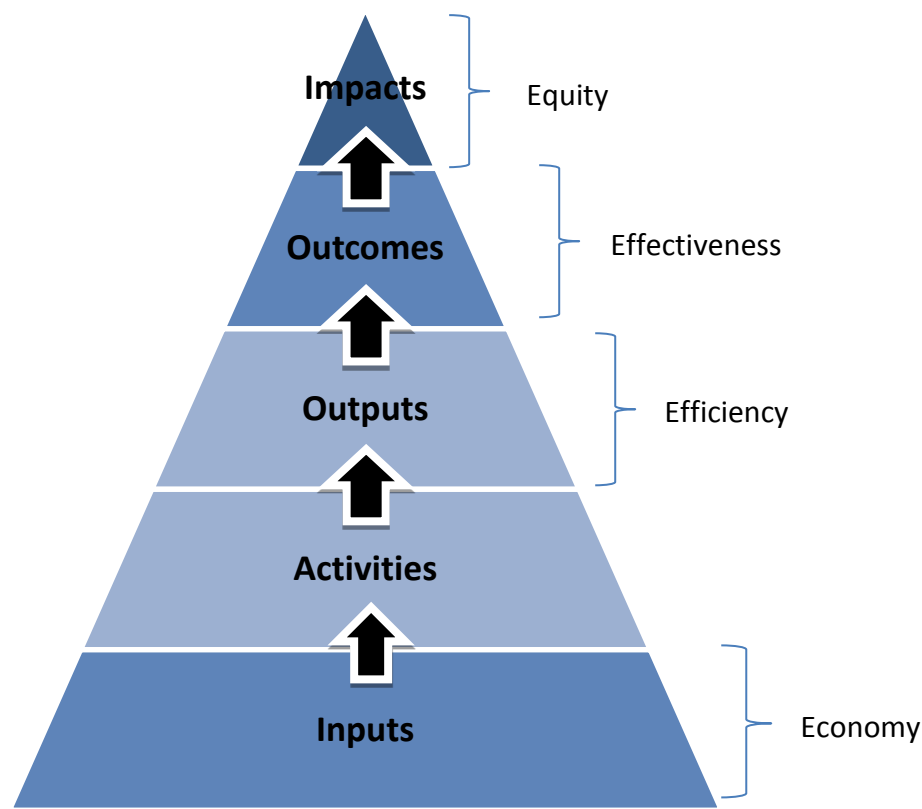 Impacts
Equity
Outcomes
Effectiveness
Outputs
Efficiency
Activities
Inputs
Economy